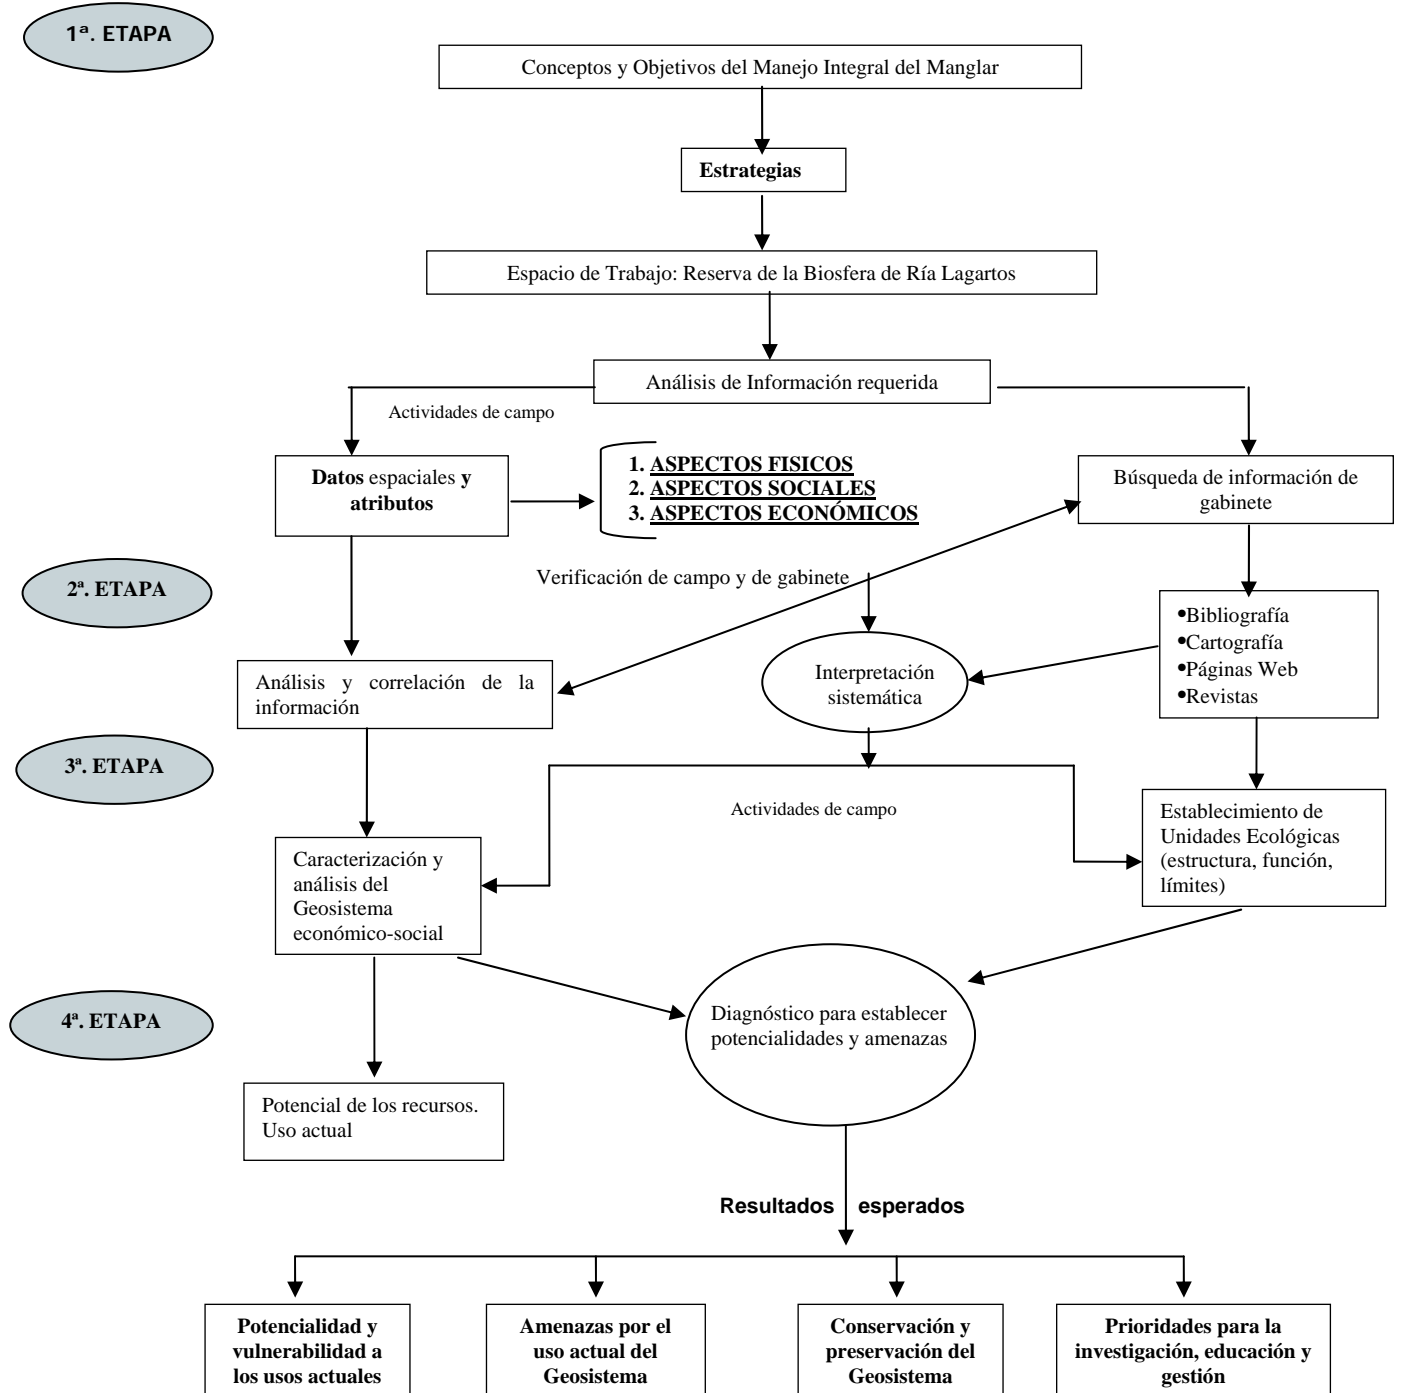 1ª. ETAPA
Conceptos y Objetivos del Manejo Integral del Manglar
Estrategias
Espacio de Trabajo: Reserva de la Biosfera de Ría Lagartos
Análisis de Información requerida
Actividades de campo
Datos espaciales y
atributos
1. ASPECTOS FISICOS
2. ASPECTOS SOCIALES
3. ASPECTOS ECONÓMICOS
Búsqueda de información de
gabinete
2ª. ETAPA
Verificación de campo y de gabinete
•Bibliografía
•Cartografía
•Páginas Web
•Revistas
Interpretación
sistemática
Análisis y correlación de la
información
3ª. ETAPA
Actividades de campo
Establecimiento de
Unidades Ecológicas
(estructura, función,
límites)
Caracterización y
análisis del
Geosistema
económico-social
4ª. ETAPA
Diagnóstico para establecer
potencialidades y amenazas
Potencial de los recursos.
Uso actual
Resultados esperados
Potencialidad y
vulnerabilidad a
los usos actuales
Amenazas por el
uso actual del
Geosistema
Conservación y
preservación del
Geosistema
Prioridades para la
investigación, educación y
gestión